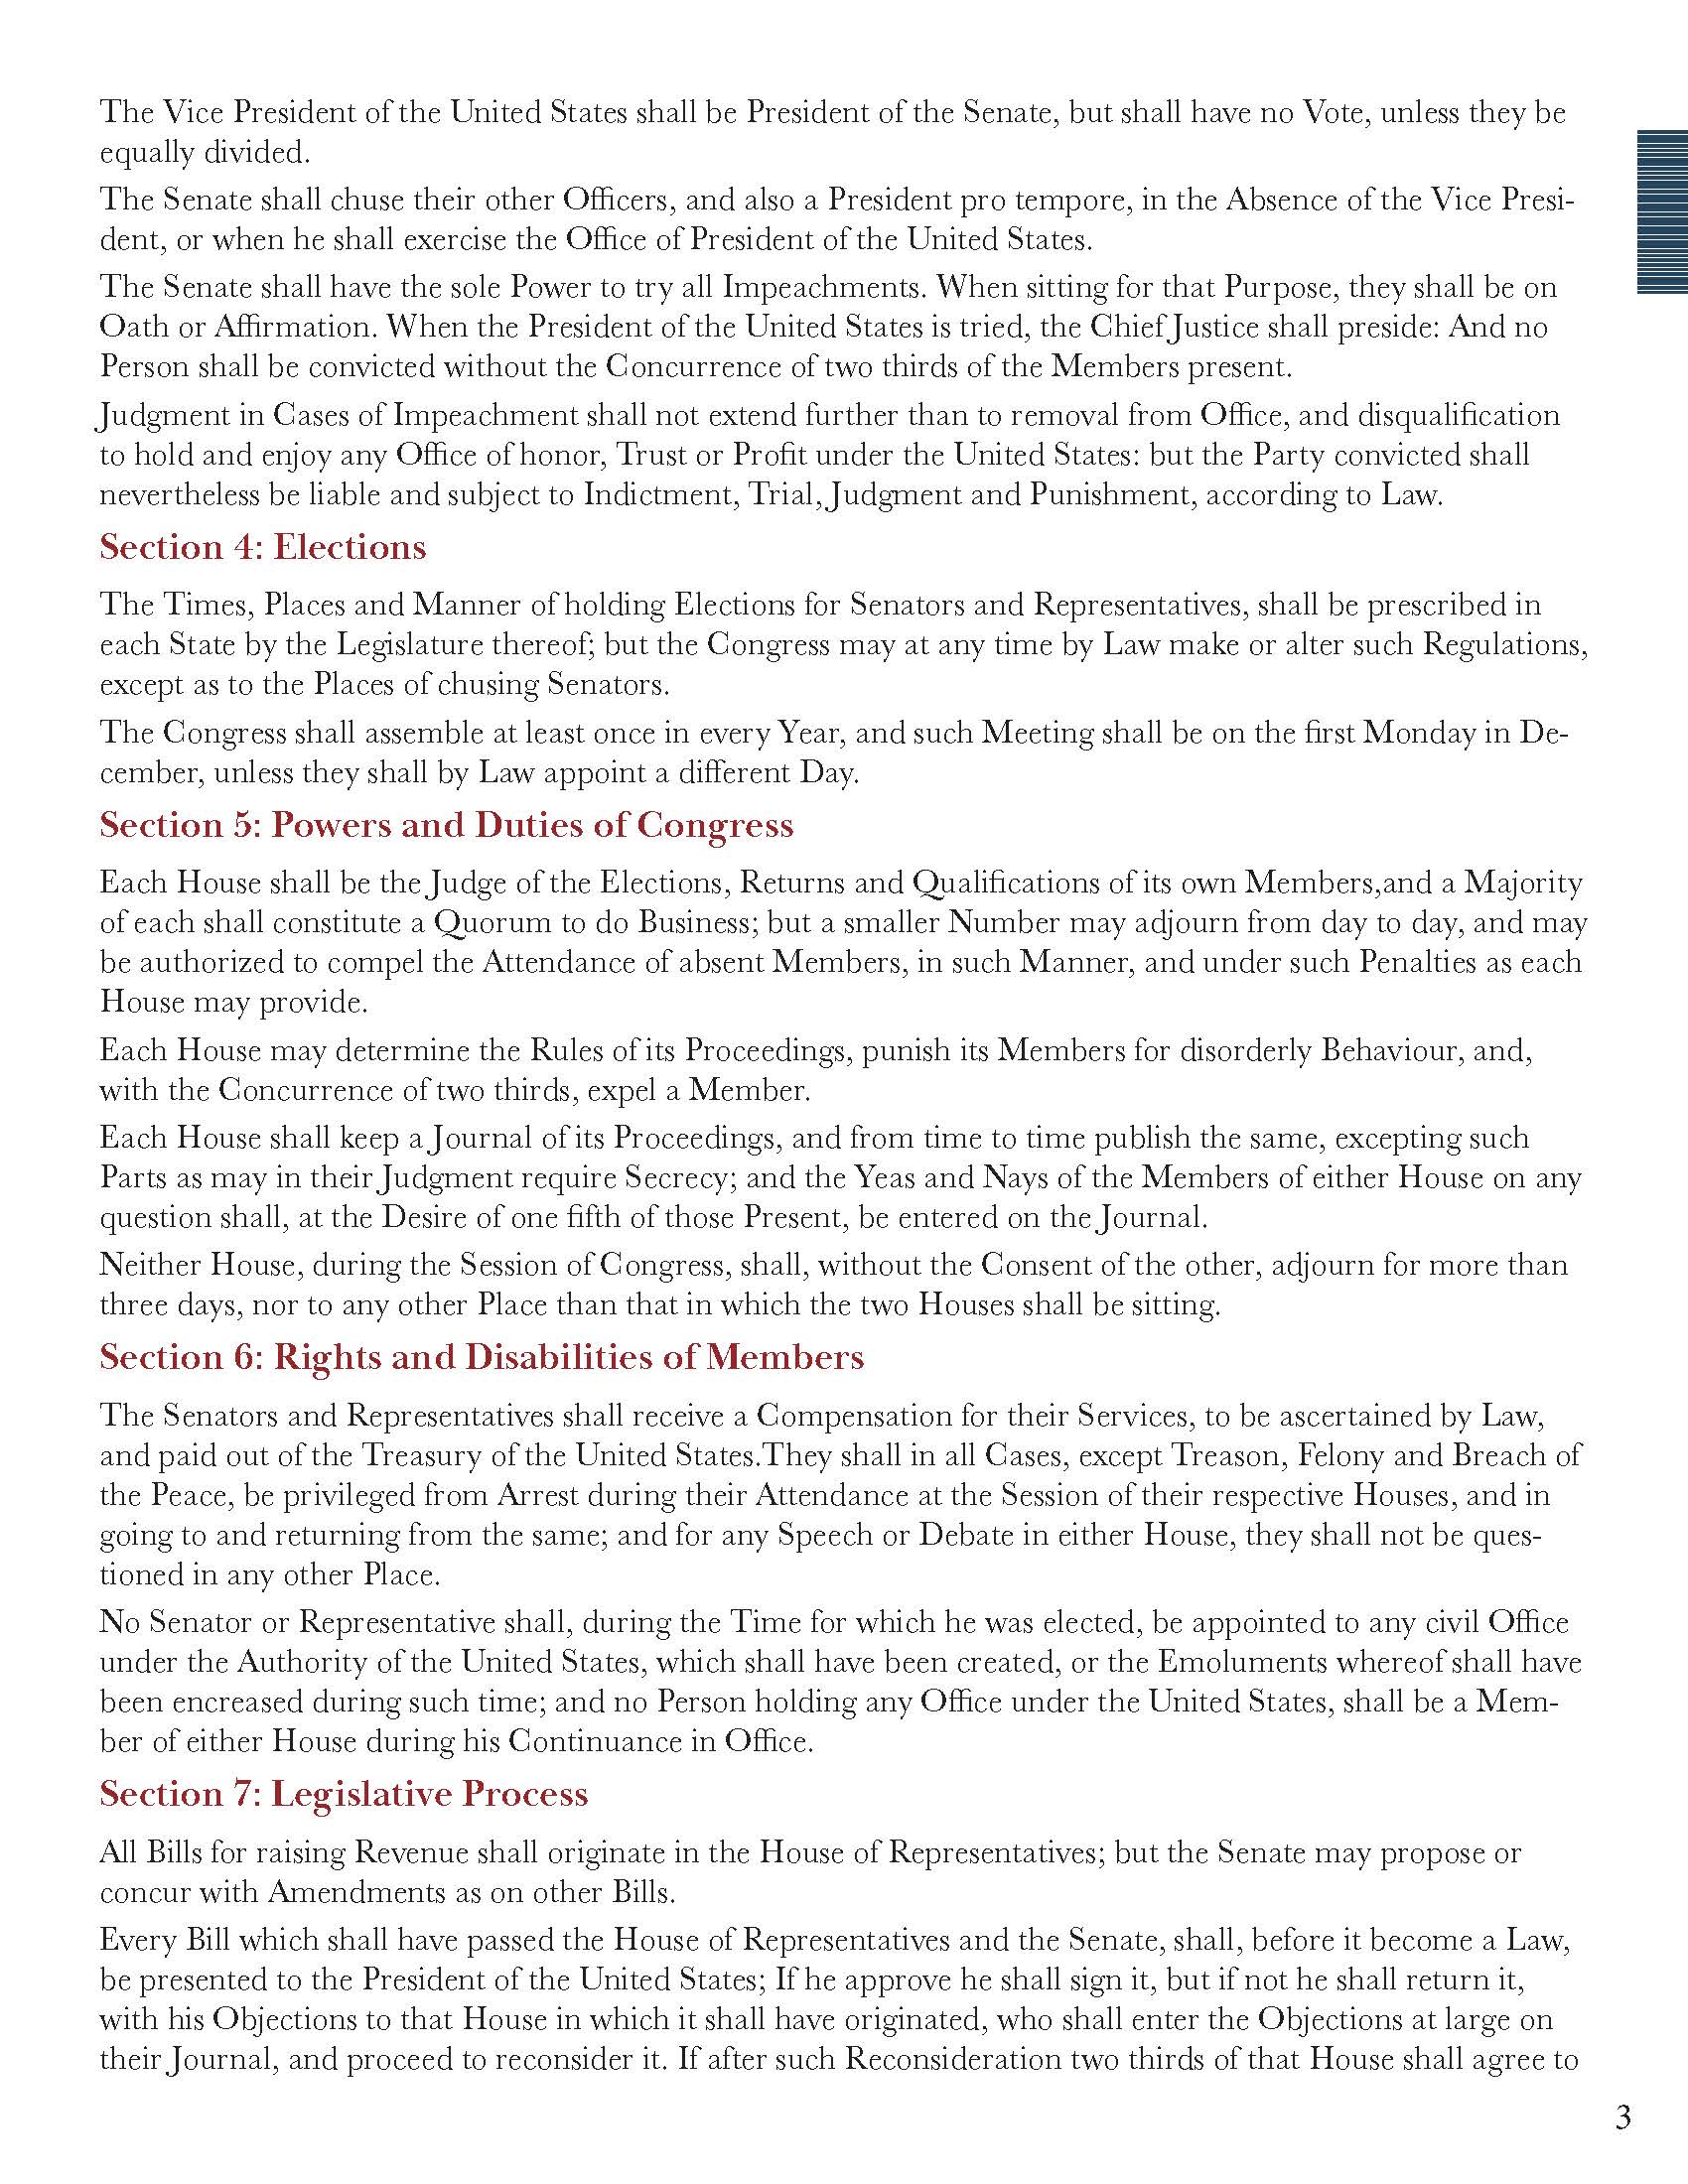 The Vice President of the United States shall be President of the Senate, but shall have no Vote, unless they be
equally divided.
The Senate shall chuse their other Officers, and also a President pro tempore, in the Absence of the Vice Presi-
dent, or when he shall exercise the Office of President of the United States.
The Senate shall have the sole Power to try all Impeachments. When sitting for that Purpose, they shall be on
Oath or Affirmation. When the President of the United States is tried, the Chief Justice shall preside: And no
Person shall be convicted without the Concurrence of two thirds of the Members present.
Judgment in Cases of Impeachment shall not extend further than to removal from Office, and disqualification
to hold and enjoy any Office of honor, Trust or Profit under the United States: but the Party convicted shall
nevertheless be liable and subject to Indictment, Trial, Judgment and Punishment, according to Law.
Section 4: Elections
The Times, Places and Manner of holding Elections for Senators and Representatives, shall be prescribed in
each State by the Legislature thereof; but the Congress may at any time by Law make or alter such Regulations,
except as to the Places of chusing Senators.
The Congress shall assemble at least once in every Year, and such Meeting shall be on the first Monday in De-
cember, unless they shall by Law appoint a different Day.
Section 5: Powers and Duties of Congress
Each House shall be the Judge of the Elections, Returns and Qualifications of its own Members,and a Majority
of each shall constitute a Quorum to do Business; but a smaller Number may adjourn from day to day, and may
be authorized to compel the Attendance of absent Members, in such Manner, and under such Penalties as each
House may provide.
Each House may determine the Rules of its Proceedings, punish its Members for disorderly Behaviour, and,
with the Concurrence of two thirds, expel a Member.
Each House shall keep a Journal of its Proceedings, and from time to time publish the same, excepting such
Parts as may in their Judgment require Secrecy; and the Yeas and Nays of the Members of either House on any
question shall, at the Desire of one fifth of those Present, be entered on the Journal.
Neither House, during the Session of Congress, shall, without the Consent of the other, adjourn for more than
three days, nor to any other Place than that in which the two Houses shall be sitting.
Section 6: Rights and Disabilities of Members
The Senators and Representatives shall receive a Compensation for their Services, to be ascertained by Law,
and paid out of the Treasury of the United States.They shall in all Cases, except Treason, Felony and Breach of
the Peace, be privileged from Arrest during their Attendance at the Session of their respective Houses, and in
going to and returning from the same; and for any Speech or Debate in either House, they shall not be ques-
tioned in any other Place.
No Senator or Representative shall, during the Time for which he was elected, be appointed to any civil Office
under the Authority of the United States, which shall have been created, or the Emoluments whereof shall have
been encreased during such time; and no Person holding any Office under the United States, shall be a Mem-
ber of either House during his Continuance in Office.
Section 7: Legislative Process
All Bills for raising Revenue shall originate in the House of Representatives; but the Senate may propose or
concur with Amendments as on other Bills.
Every Bill which shall have passed the House of Representatives and the Senate, shall, before it become a Law,
be presented to the President of the United States; If he approve he shall sign it, but if not he shall return it,
with his Objections to that House in which it shall have originated, who shall enter the Objections at large on
their Journal, and proceed to reconsider it. If after such Reconsideration two thirds of that House shall agree to
3